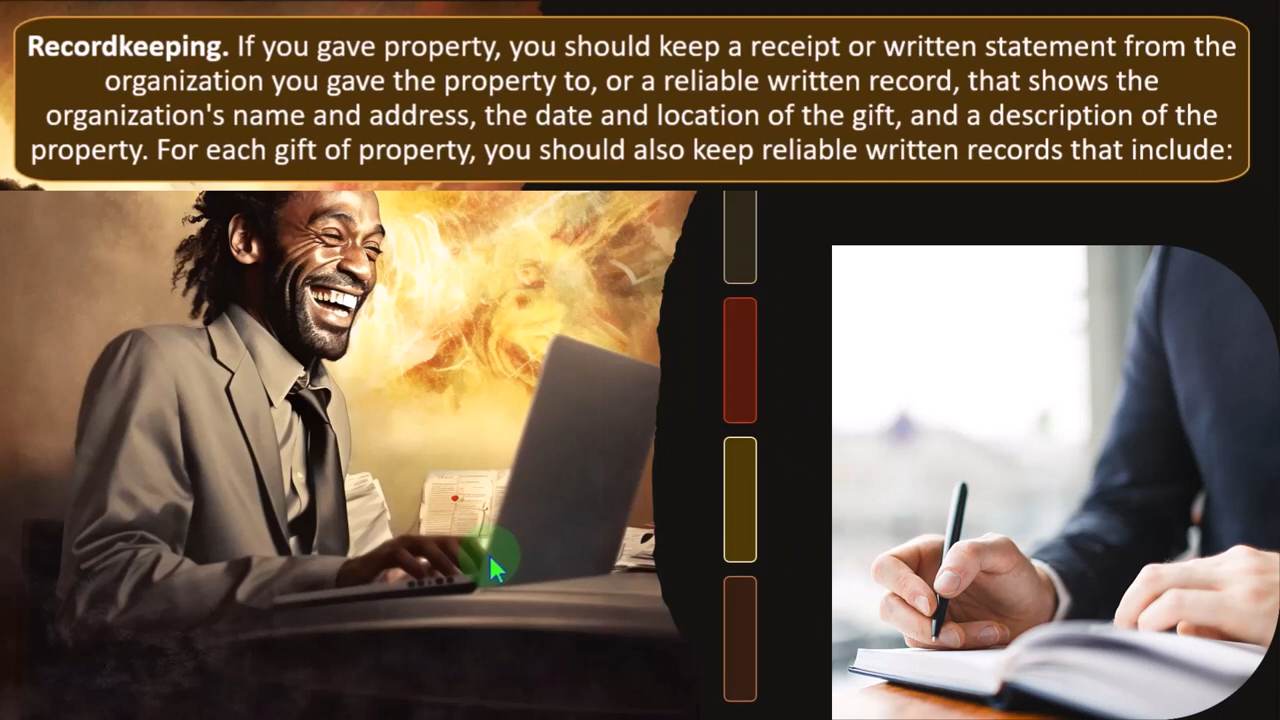 Recordkeeping. If you gave property, you should keep a receipt or written statement from the
organization you gave the property to, or a reliable written record, that shows the
organization's name and address, the date and location of the gift, and a description of the
property. For each gift of property, you should also keep reliable written records that include: